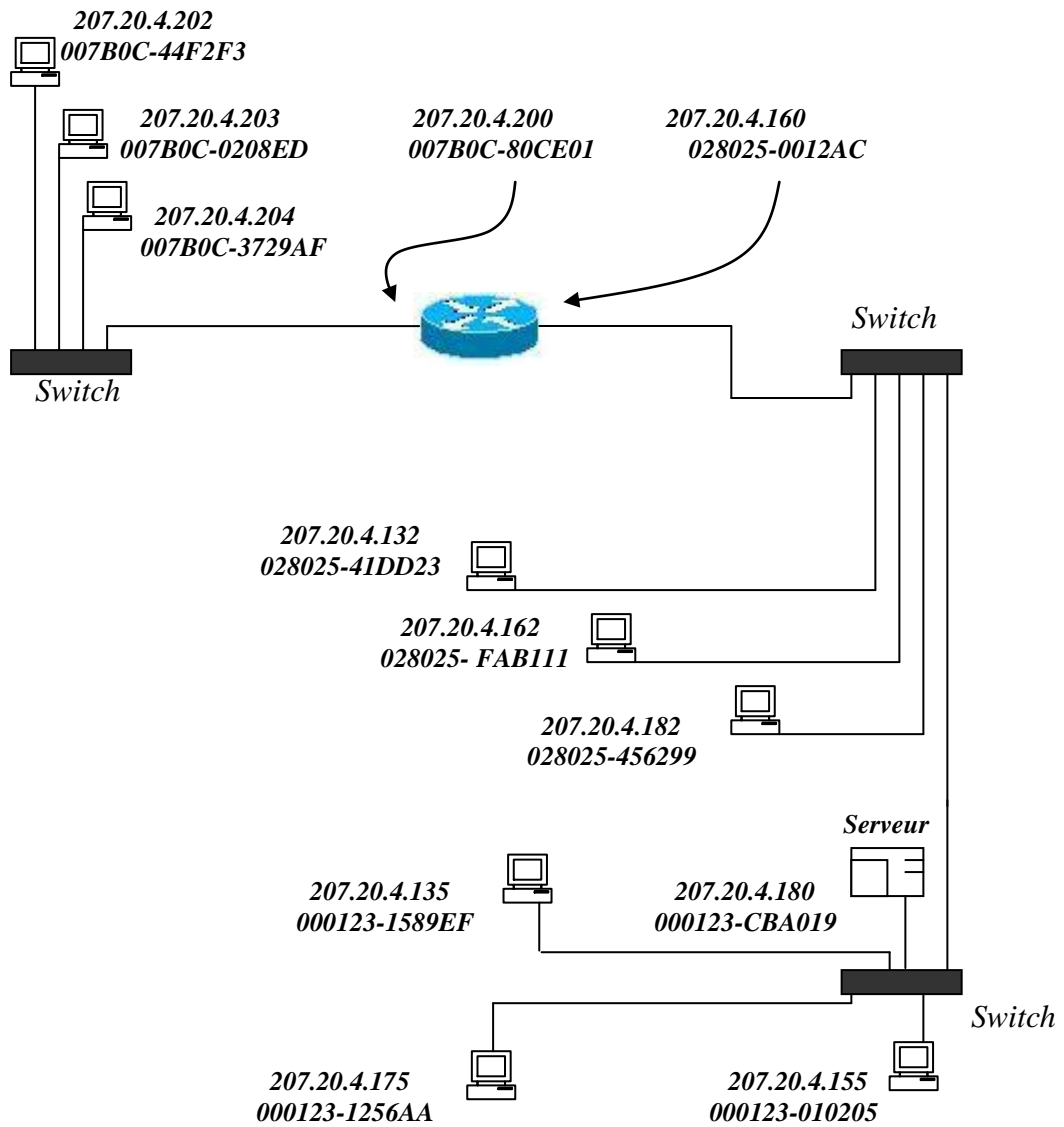 207.20.4.202
007B0C-44F2F3
207.20.4.203
007B0C-0208ED
207.20.4.204
007B0C-3729AF
207.20.4.200
007B0C-80CE01
207.20.4.160
028025-0012AC
Switch
Switch
207.20.4.132
028025-41DD23
207.20.4.162
028025- FAB111
207.20.4.182
028025-456299
Serveur
207.20.4.135
000123-1589EF
207.20.4.180
000123-CBA019
Switch
207.20.4.175
000123-1256AA
207.20.4.155
000123-010205